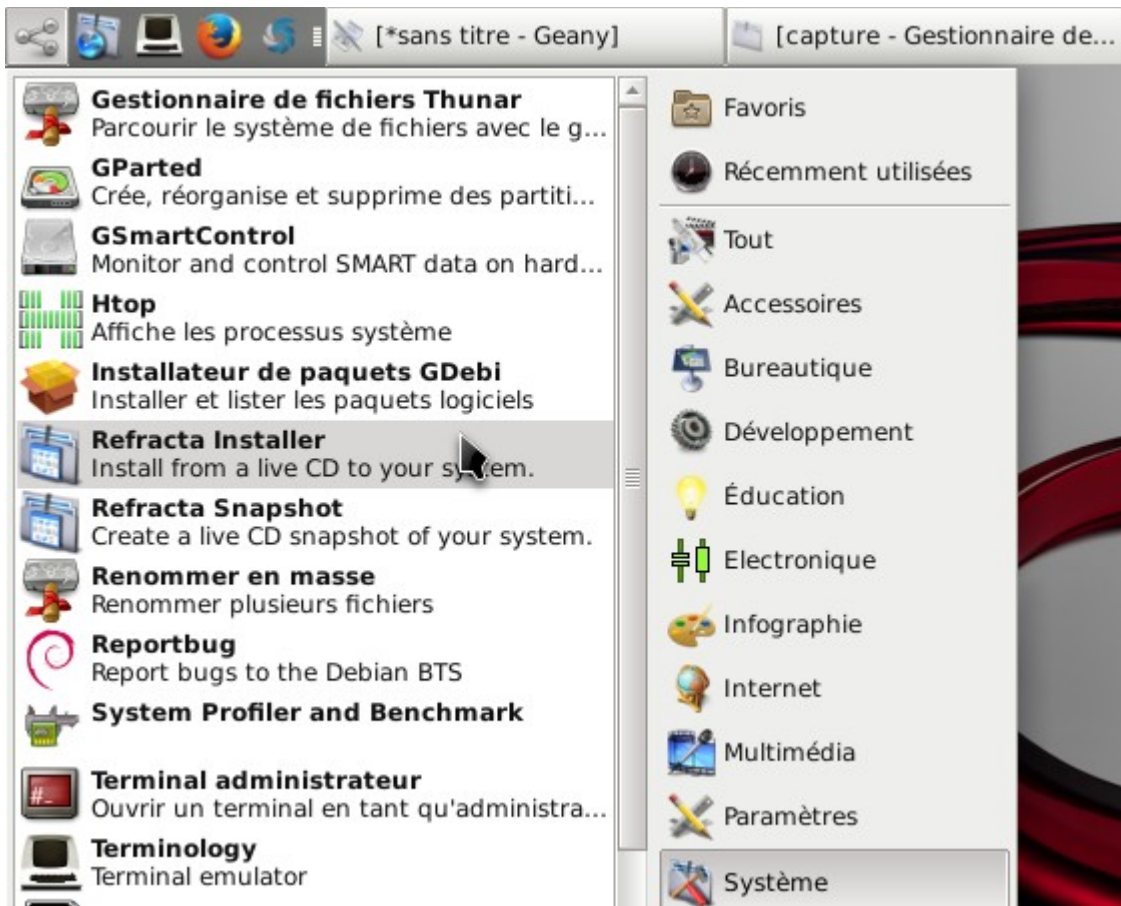 [*sans titre - Geany]
[capture - Gestionnaire de...
Gestionnaire de fichiers Thunar
Parcourir le système de fichiers avec le g...
GParted
Crée, réorganise et supprime des partiti...
GSmartControl
Monitor and control SMART data on hard...
Htop
Affiche les processus système
Installateur de paquets GDebi
Installer et lister les paquets logiciels
Refracta Installer
Install from a live CD to your system.
Refracta Snapshot
Create a live CD snapshot of your system.
Renommer en masse
Renommer plusieurs fichiers
Reportbug
Report bugs to the Debian BTS
System Profiler and Benchmark
Terminal administrateur
Ouvrir un terminal en tant qu'administra...
Terminology
Terminal emulator
Favoris
Récemment utilisées
Tout
Accessoires
Bureautique
Développement
Éducation
Electronique
Infographie
Internet
Multimédia
Paramètres
Système